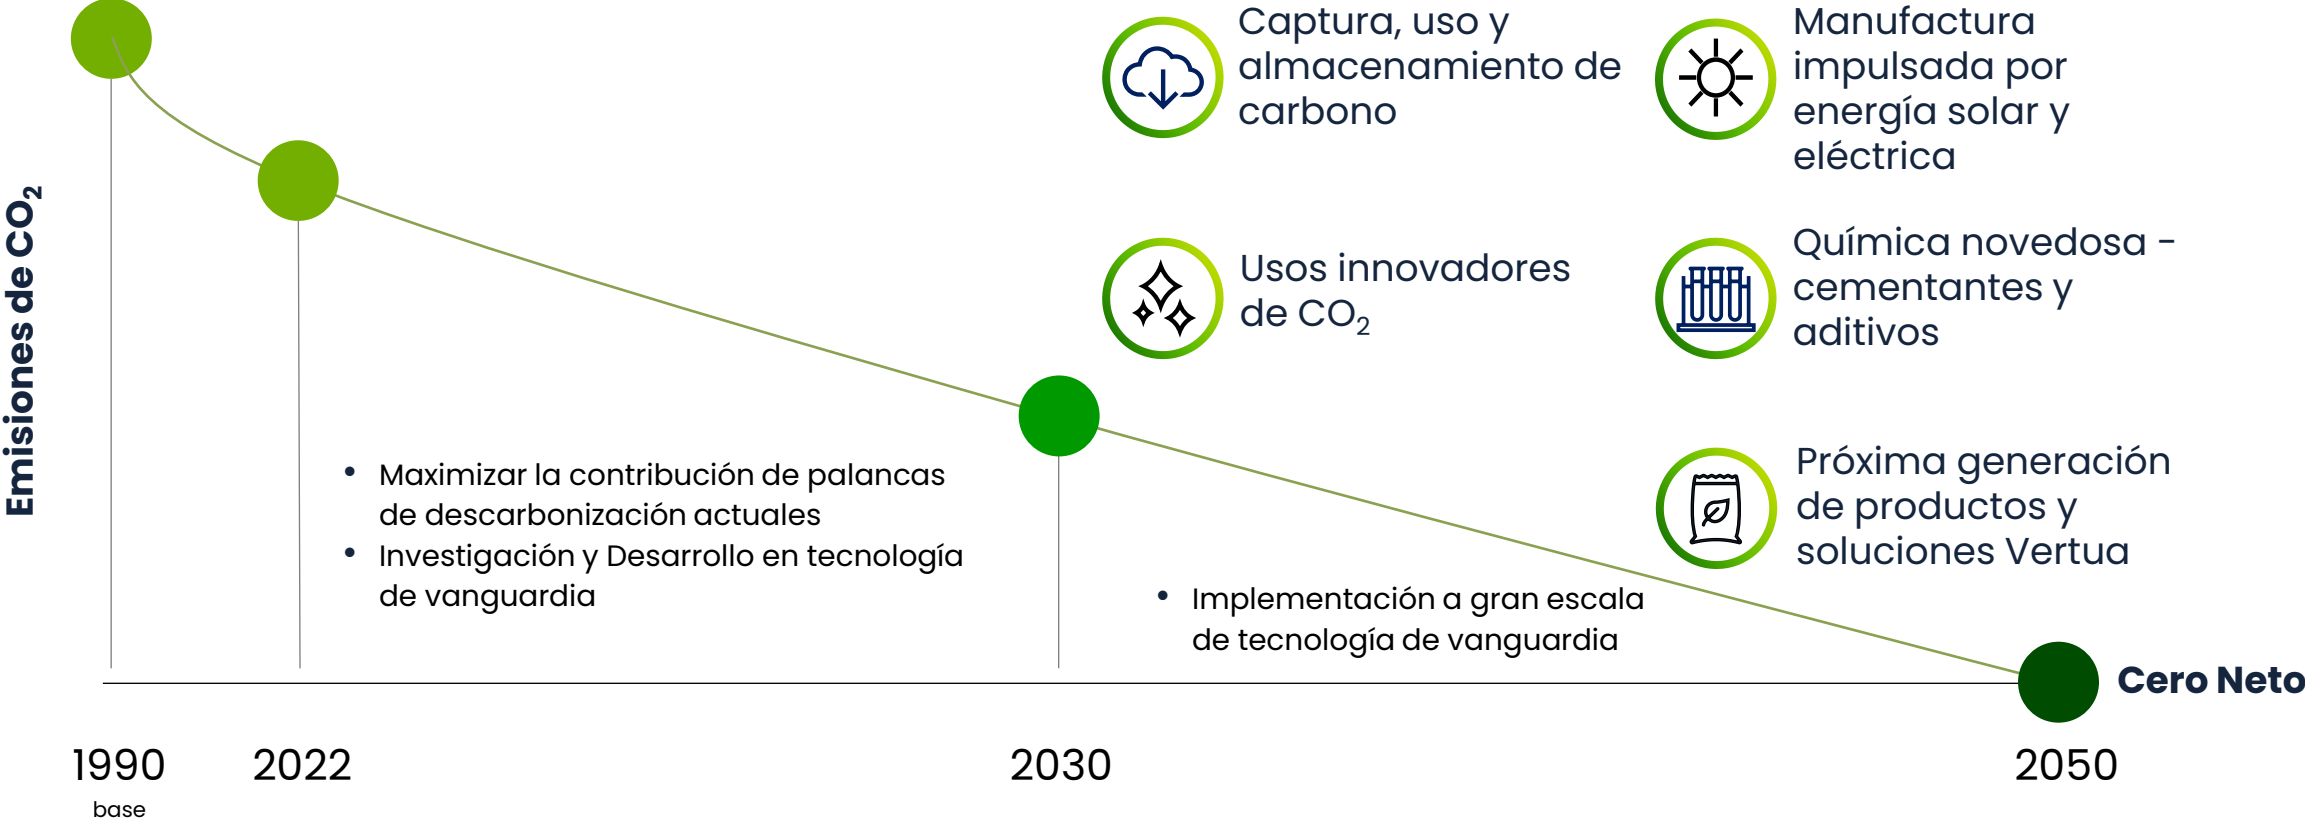 Emisiones de CO₂
Captura, uso y
almacenamiento de
carbono
Manufactura
impulsada por
energía solar y
eléctrica
Usos innovadores
de CO₂
Química novedosa -
cementantes y
aditivos
Próxima generación
de productos y
soluciones Vertua
• Maximizar la contribución de palancas
de descarbonización actuales
• Investigación y Desarrollo en tecnología
de vanguardia
• Implementación a gran escala
de tecnología de vanguardia
Cero Neto
1990
base
2022
2030
2050